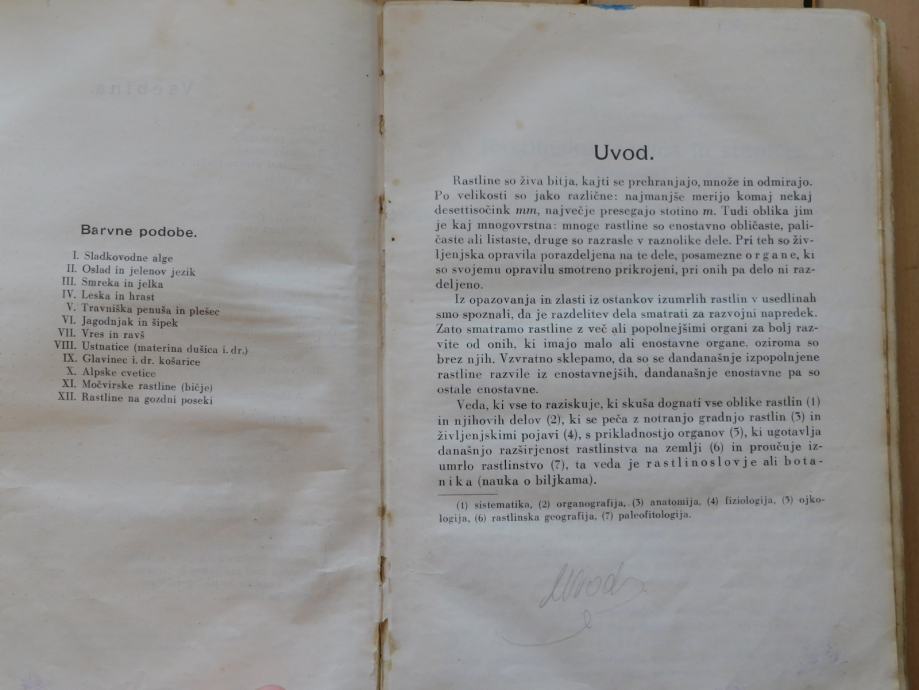 Barvne podobe.
I. Sladkovodne alge
II. Oslad in jelenov jezik
III. Smreka in jelka
IV. Leska in hrast
V. Travniška penuša in plešec
VI. Jagodnjak in šipek
VII. Vres in ravš
VIII. Ustnatice (materina dušica i. dr.)
IX. Glavinec i. dr. košarice
X. Alpske cvetice
XI. Močvirske rastline (bičje)
XII. Rastline na gozdni poseki
Uvod.
Rastline so živa bitja, kajti se prehranjajo, množe in odmirajo.
Po velikosti so jako različne: najmanjše merijo komaj nekaj
desettisočink mm, največje presegajo stotino m. Tudi oblika jim
je kaj mnogovrstna: mnoge rastline so enostavno obličaste, pali-
časte ali listaste, druge so razrasle v raznolike dele. Pri teh so živ-
ljenjska opravila porazdeljena na te dele, posamezne organe, ki
so svojemu opravilu smotreno prikrojeni, pri onih pa delo ni raz-
deljeno.
Iz opazovanja in zlasti iz ostankov izumrlih rastlin v usedlinah
smo spoznali, da je razdelitev dela smatrati za razvojni napredek.
Zato smatramo rastline z več ali popolnejšimi organi za bolj raz-
vite od onih, ki imajo malo ali enostavne organe, oziroma so
brez njih. Vzvratno sklepamo, da so se dandanašnje izpopolnjene
rastline razvile iz enostavnejših, dandanašnje enostavne pa so
ostale enostavne.
Veda, ki vse to raziskuje, ki skuša dognati vse oblike rastlin (1)
in njihovih delov (2), ki se peča z notranjo gradnjo rastlin (3) in
življenjskimi pojavi (4), s prikladnostjo organov (5), ki ugotavlja
današnjo razširjenost rastlinstva na zemlji (6) in proučuje iz-
umrlo rastlinstvo (7), ta veda je rastlinoslovje ali bota-
nika (nauka o biljkama).
(1) sistematika, (2) organografija, (3) anatomija, (4) fiziologija, (5) ojko-
logija, (6) rastlinska geografija, (7) paleofitologija.
Uvod